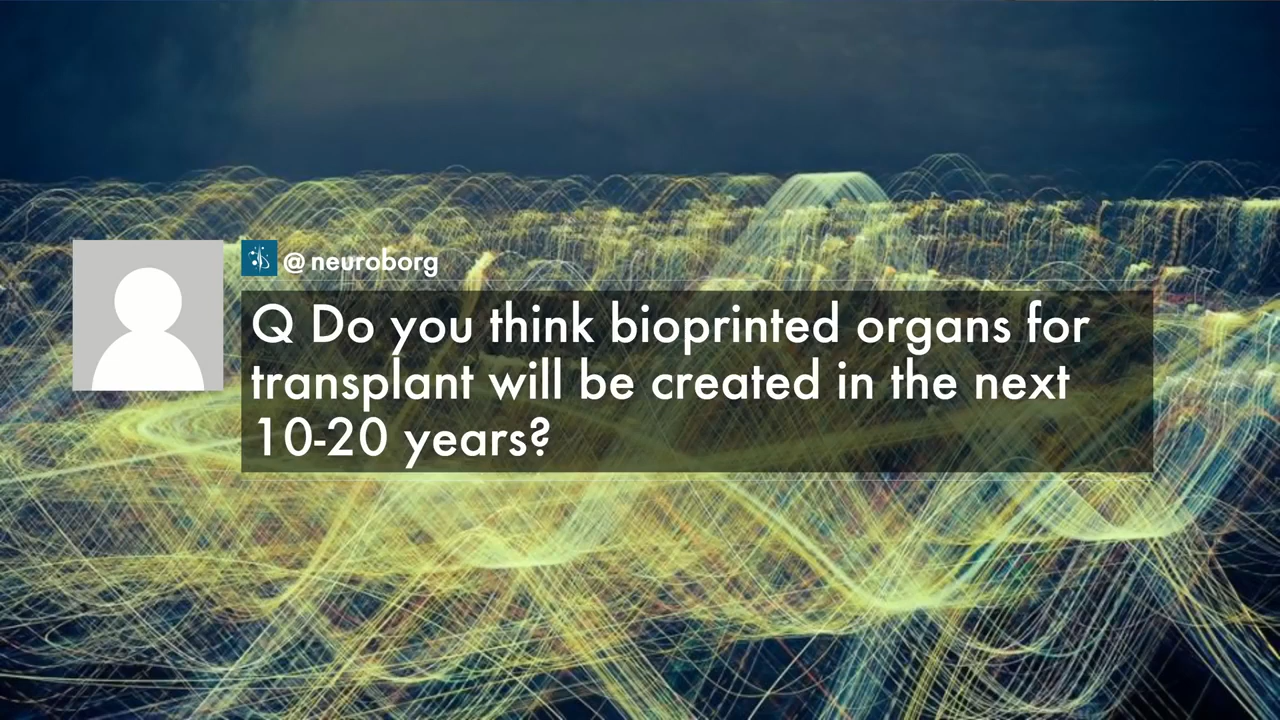 @neuroborg
Q Do you think bioprinted organs for
transplant will be created in the next
10-20 years?